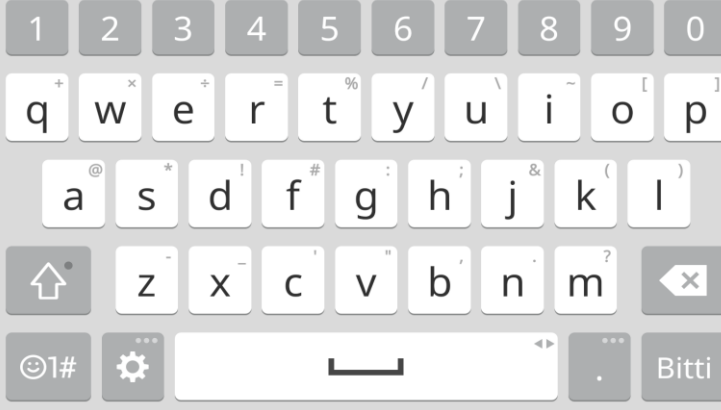 1 2 3 4 5 6 7 8 9 0
+ × ÷ = % / \ ~ [ ]
q w e r t y u i o p
@ * ! # : ; & ( )
a s d f g h j k l
- _ ' " , . ?
z x c v b n m
☺1# . Bitti